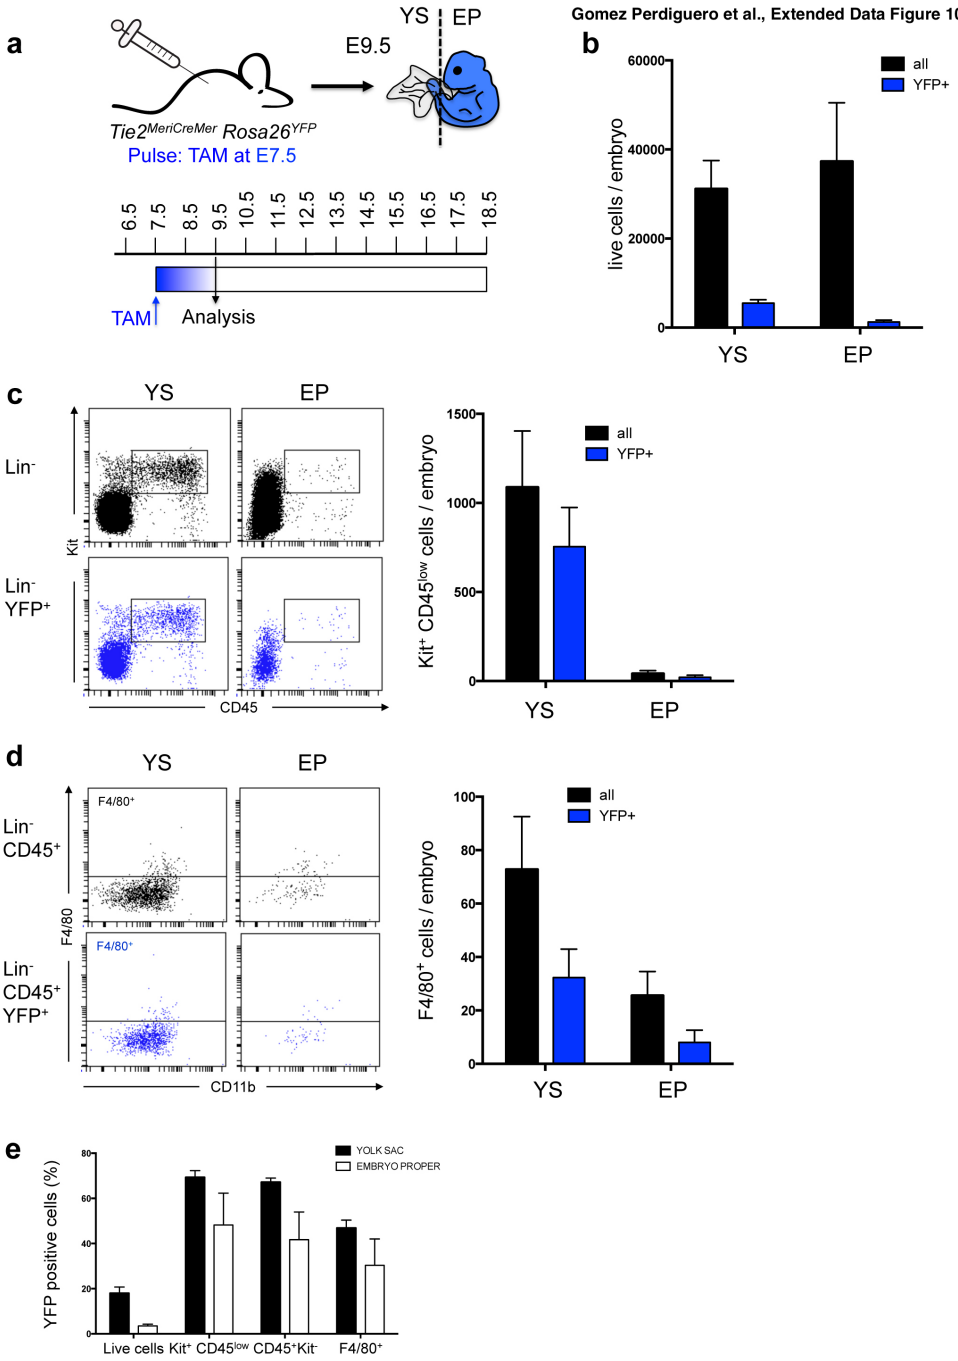 Gomez Perdiguero et al., Extended Data Figure 10
a
YS EP
E9.5
Tie2MeriCreMer Rosa26YFP
Pulse: TAM at E7.5
6.5 7.5 8.5 9.5 10.5 11.5 12.5 13.5 14.5 15.5 16.5 17.5 18.5
TAM
Analysis
b
60000
40000
20000
0
live cells / embryo
all
YFP+
YS EP
c
YS EP
Lin-
Lin-
YFP+
Kit
CD45
1500
1000
500
0
Kit+ CD45low cells / embryo
all
YFP+
YS EP
d
YS EP
Lin-
CD45+
Lin-
CD45+
YFP+
F4/80+
F4/80+
F4/80
CD11b
100
80
60
40
20
0
F4/80+ cells / embryo
all
YFP+
YS EP
e
80
60
40
20
0
YFP positive cells (%)
YOLK SAC
EMBRYO PROPER
Live cells Kit+ CD45low CD45+Kit- F4/80+